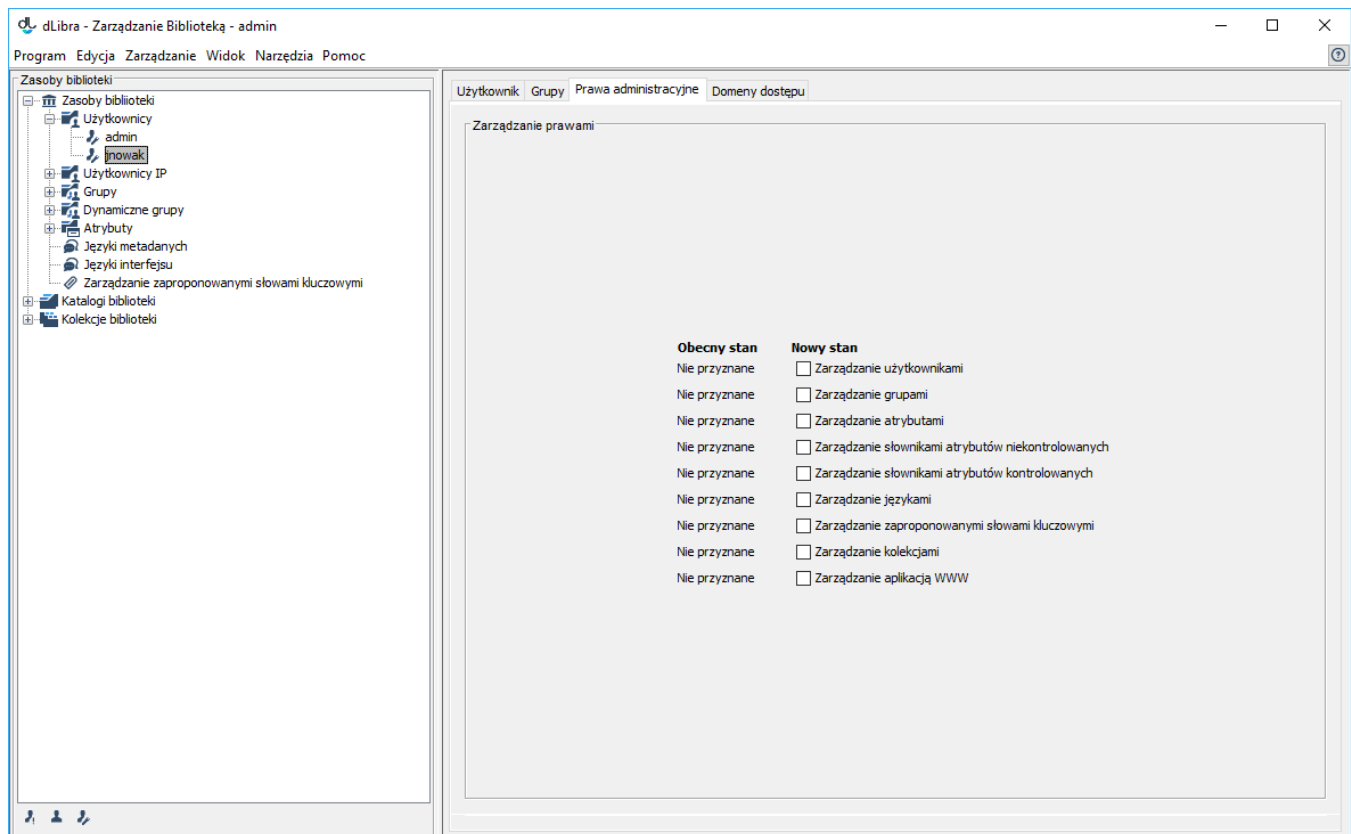 dLibra - Zarządzanie Biblioteką - admin
Program Edycja Zarządzanie Widok Narzędzia Pomoc
Zasoby biblioteki
Zasoby bibliioteki
Użytkownicy
admin
jnowak
Użytkownicy IP
Grupy
Dynamiczne grupy
Atrybuty
Języki metadanych
Języki interfejsu
Zarządzanie zaproponowanymi słowami kluczowymi
Katalogi biblioteki
Kolekcje biblioteki
Użytkownik Grupy Prawa administracyjne Domeny dostępu
Zarządzanie prawami
Obecny stan Nowy stan
Nie przyznane Zarządzanie użytkownikami
Nie przyznane Zarządzanie grupami
Nie przyznane Zarządzanie atrybutami
Nie przyznane Zarządzanie słownikami atrybutów niekontrolowanych
Nie przyznane Zarządzanie słownikami atrybutów kontrolowanych
Nie przyznane Zarządzanie językami
Nie przyznane Zarządzanie zaproponowanymi słowami kluczowymi
Nie przyznane Zarządzanie kolekcjami
Nie przyznane Zarządzanie aplikacją WWW